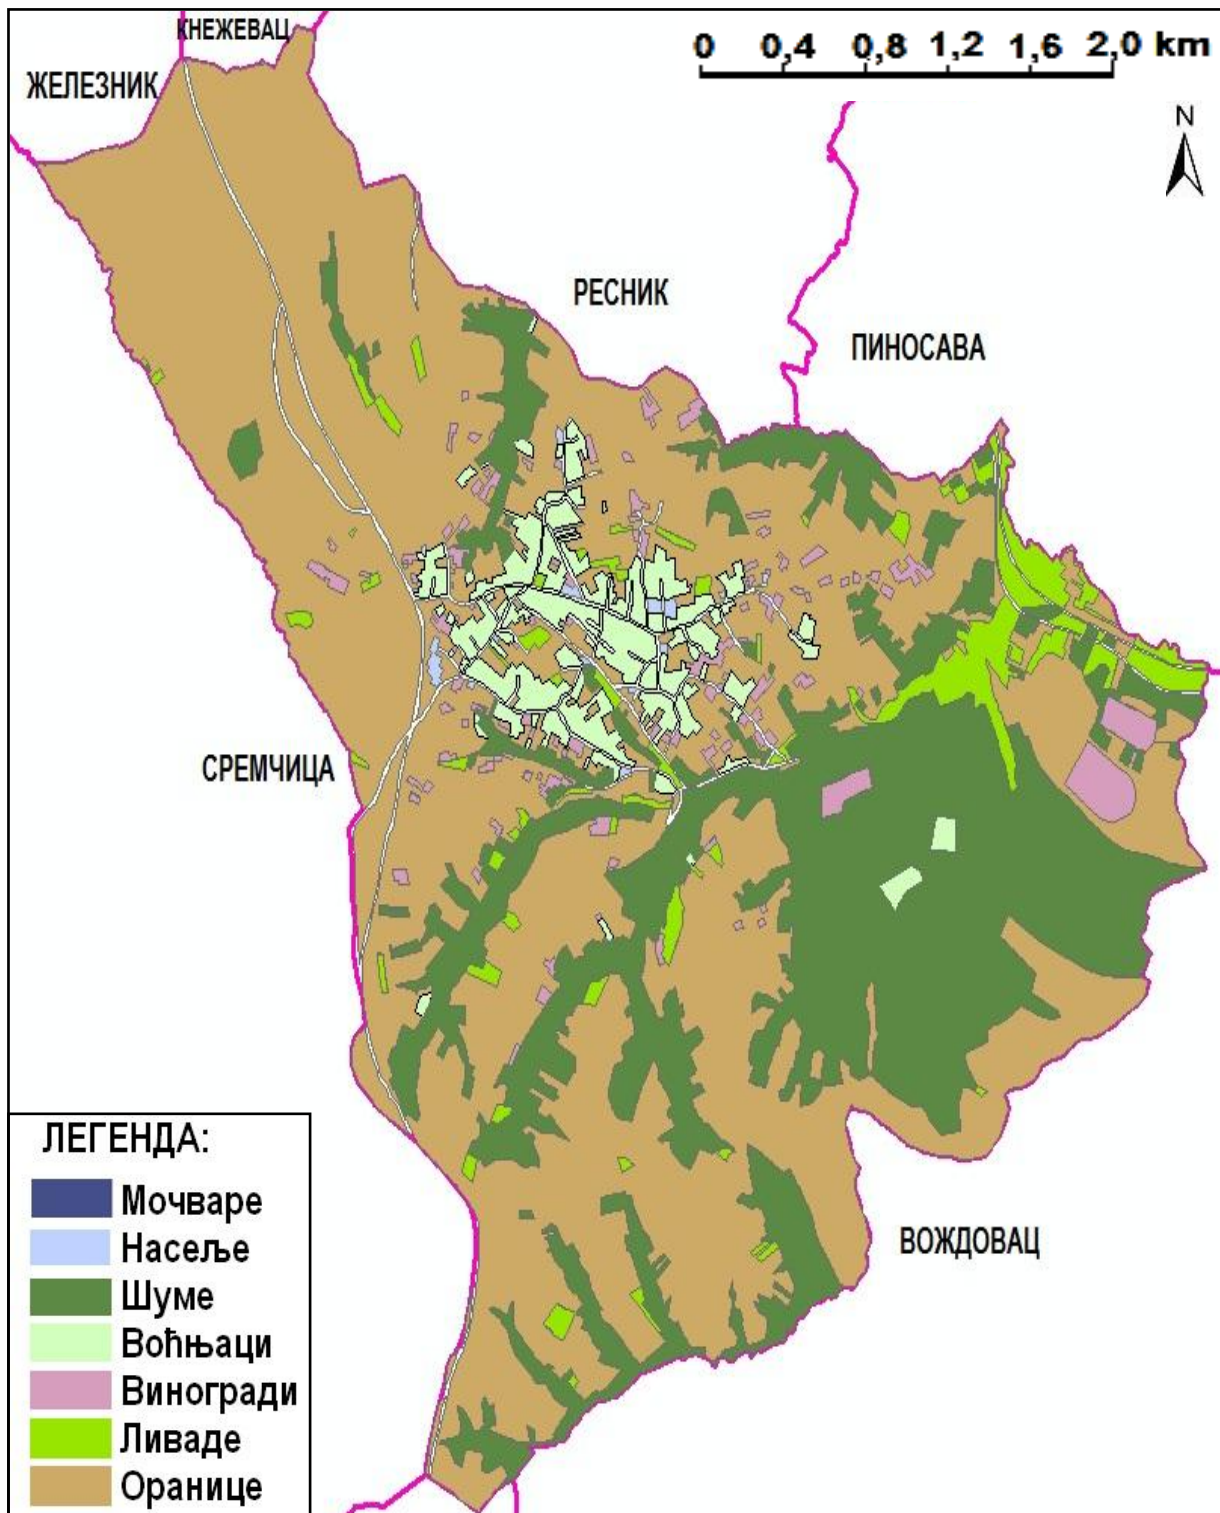 КНЕЖЕВАЦ
0 0,4 0,8 1,2 1,6 2,0 km
ЖЕЛЕЗНИК
N
РЕСНИК
ПИНОСАВА
СРЕМЧИЦА
ВОЖДОВАЦ
ЛЕГЕНДА:
Мочваре
Насеље
Шуме
Воћњаци
Виногради
Ливаде
Оранице